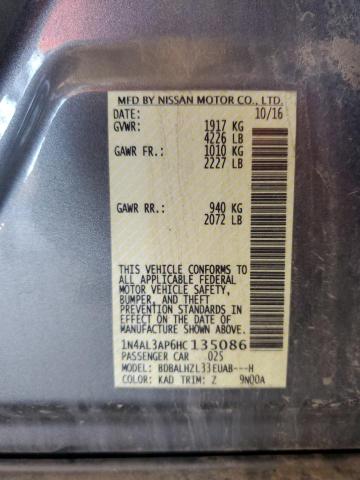 MFD BY NISSAN MOTOR CO., LTD.
DATE: 10/16
GVWR: 1917 KG
4226 LB
GAWR FR.: 1010 KG
2227 LB
GAWR RR.: 940 KG
2072 LB
THIS VEHICLE CONFORMS TO
ALL APPLICABLE FEDERAL
MOTOR VEHICLE SAFETY,
BUMPER, AND THEFT
PREVENTION STANDARDS IN
EFFECT ON THE DATE OF
MANUFACTURE SHOWN ABOVE.
1N4AL3AP6HC135086
PASSENGER CAR 025
MODEL: BDBALHZL33EUAB---H
COLOR: KAD TRIM: Z 9NQ0A